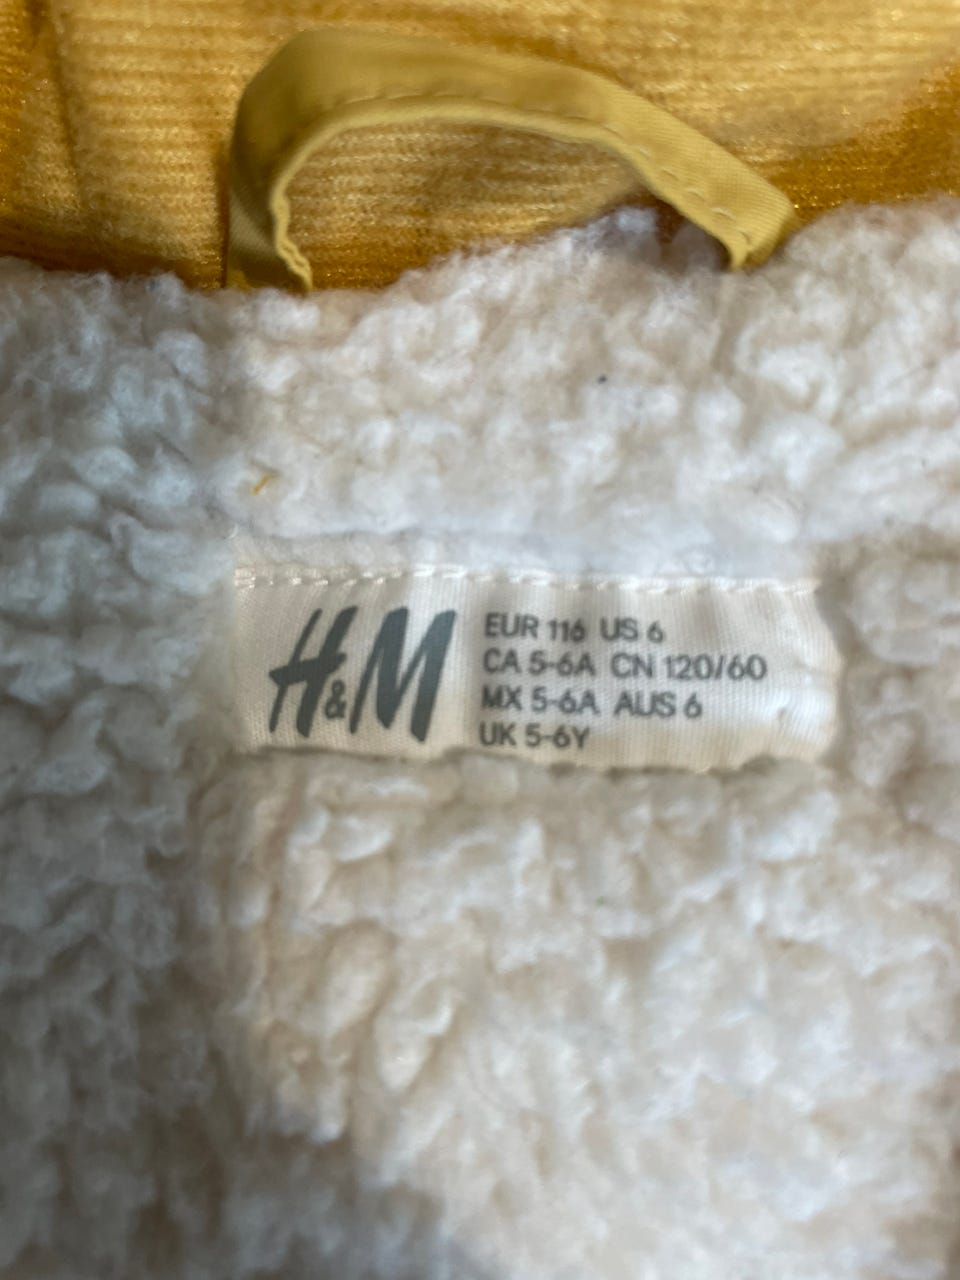 H&M
EUR 116 US 6
CA 5-6A CN 120/60
MX 5-6A AUS 6
UK 5-6Y